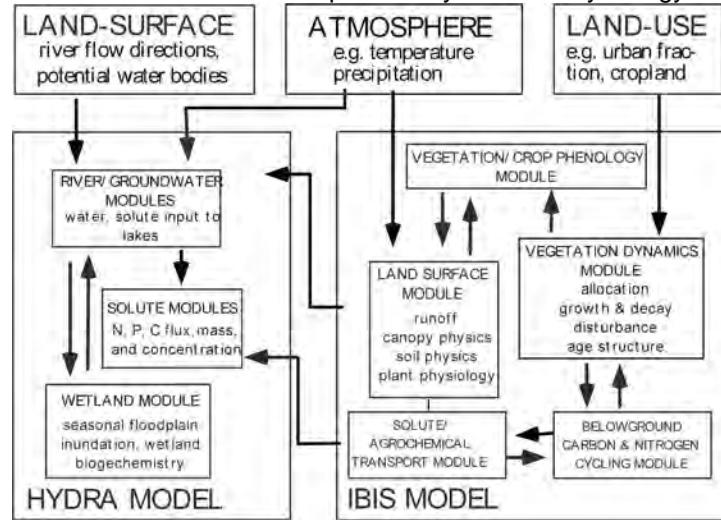 LAND-SURFACE
river flow directions,
potential water bodies
ATMOSPHERE
e.g. temperature
precipitation
LAND-USE
e.g. urban frac-
tion, cropland
RIVER/ GROUNDWATER
MODULES
water, solute input to
lakes
SOLUTE MODULES
N, P, C flux, mass,
and concentration
WETLAND MODULE
seasonal floodplain
inundation, wetland
biogechemistry
HYDRA MODEL
VEGETATION/ CROP PHENOLOGY
MODULE
LAND SURFACE
MODULE
runoff
canopy physics
soil physics
plant physiology
VEGETATION DYNAMICS
MODULE
allocation
growth & decay
disturbance
age structure
SOLUTE/
AGROCHEMICAL
TRANSPORT MODULE
BELOWGROUND
CARBON & NITROGEN
CYCLING MODULE
IBIS MODEL